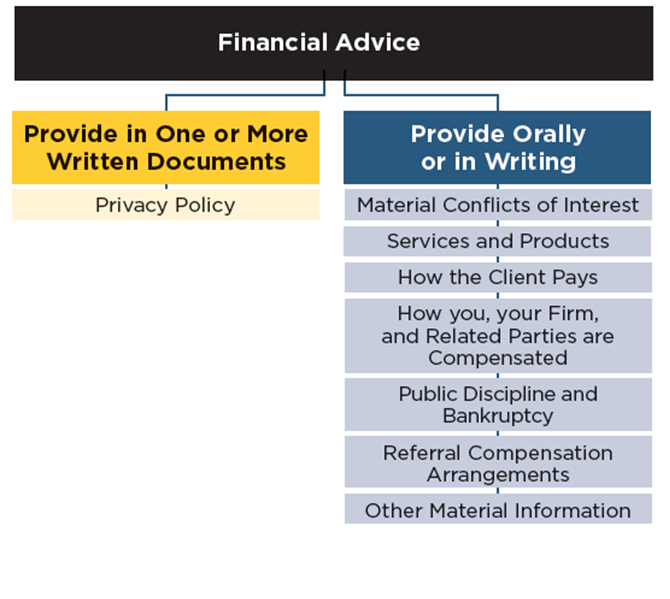 Financial Advice
Provide in One or More
Written Documents
Privacy Policy
Provide Orally
or in Writing
Material Conflicts of Interest
Services and Products
How the Client Pays
How you, your Firm,
and Related Parties are
Compensated
Public Discipline and
Bankruptcy
Referral Compensation
Arrangements
Other Material Information